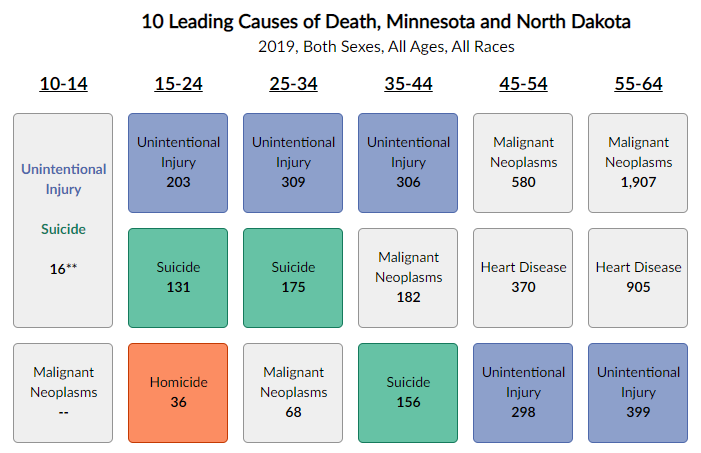 10 Leading Causes of Death, Minnesota and North Dakota
2019, Both Sexes, All Ages, All Races
10-14 15-24 25-34 35-44 45-54 55-64
Unintentional
Injury
Suicide
16**
Unintentional
Injury
203
Unintentional
Injury
309
Unintentional
Injury
306
Malignant
Neoplasms
580
Malignant
Neoplasms
1,907
Suicide
131
Suicide
175
Malignant
Neoplasms
182
Heart Disease
370
Heart Disease
905
Malignant
Neoplasms
--
Homicide
36
Malignant
Neoplasms
68
Suicide
156
Unintentional
Injury
298
Unintentional
Injury
399